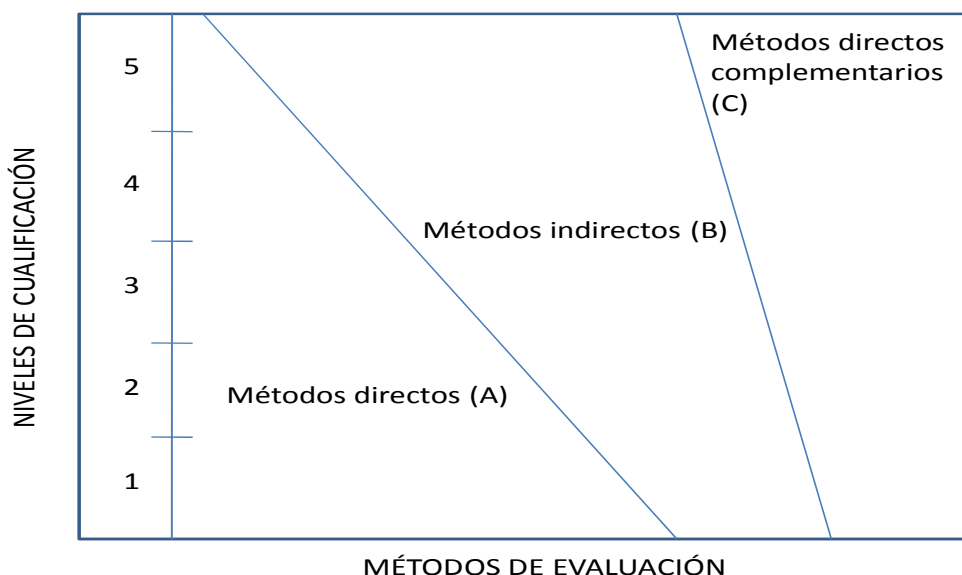 Métodos directos
complementarios
(C)
5
4
3
2
1
Métodos indirectos (B)
Métodos directos (A)
NIVELES DE CUALIFICACIÓN
MÉTODOS DE EVALUACIÓN